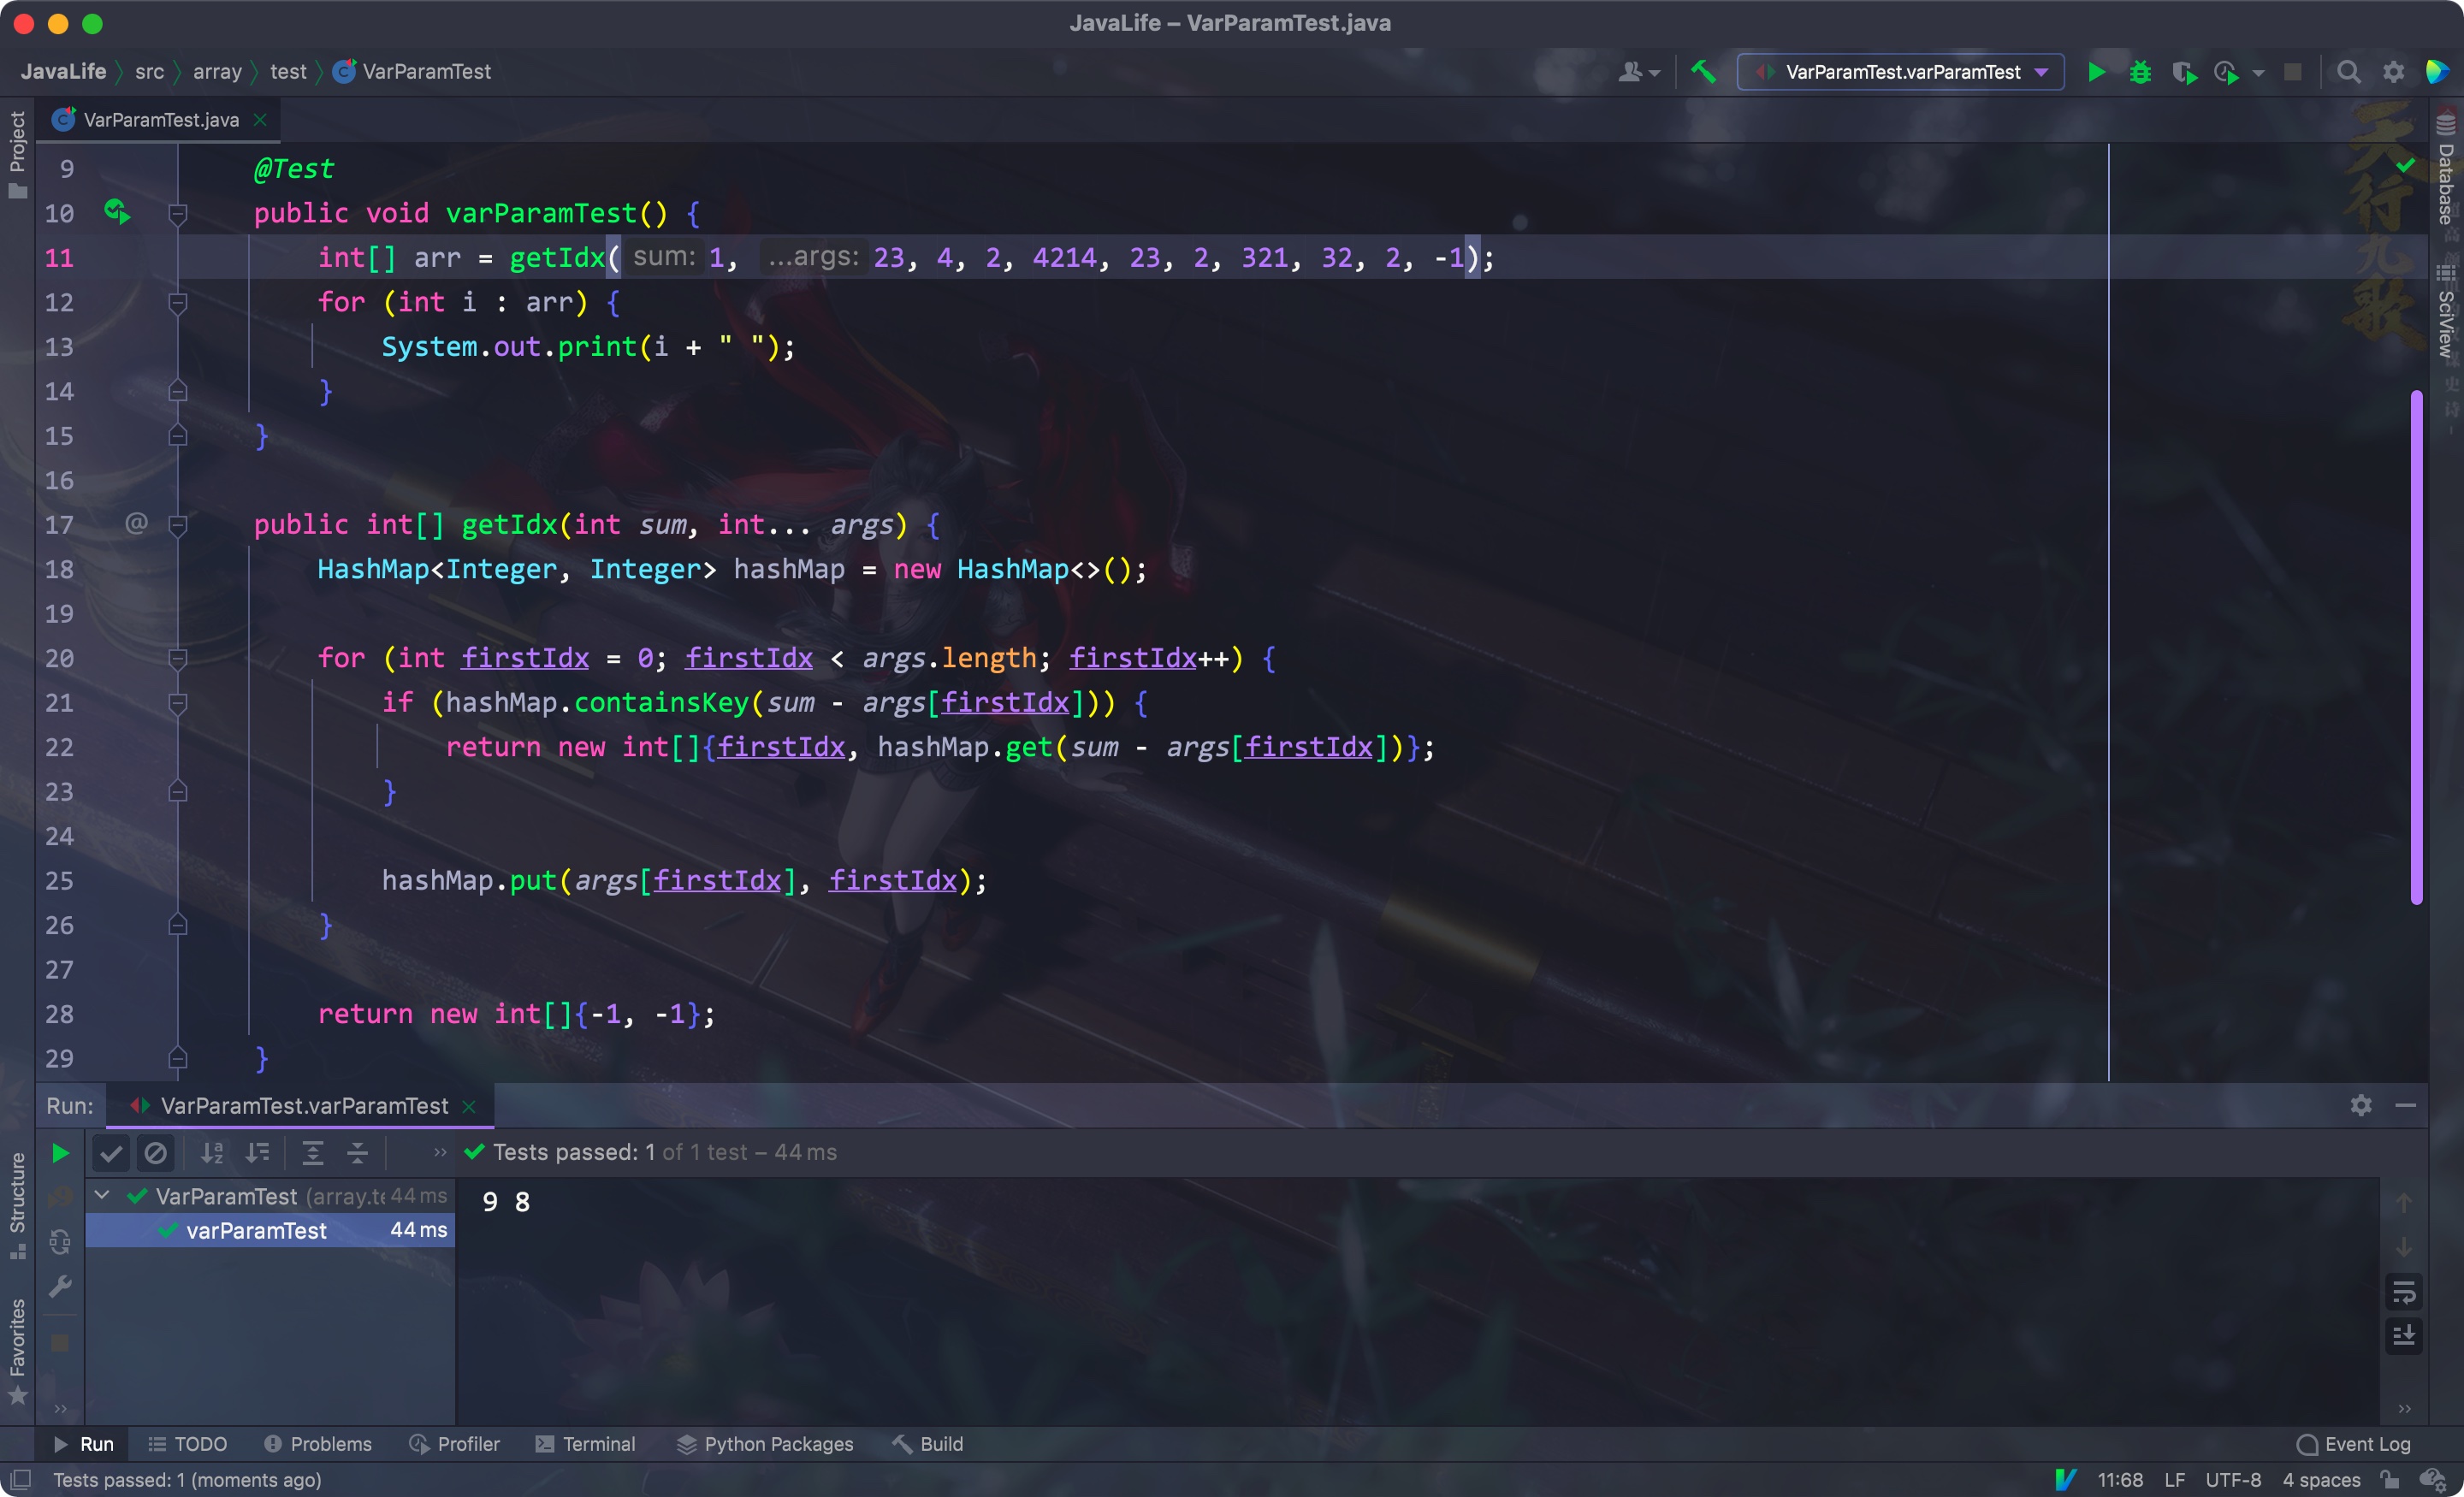 JavaLife – VarParamTest.java
JavaLife src array test VarParamTest
VarParamTest.varParamTest
Project
VarParamTest.java
Database
SciView
天行九歌
9 @Test
10 public void varParamTest() {
11 int[] arr = getIdx( sum: 1, ...args: 23, 4, 2, 4214, 23, 2, 321, 32, 2, -1);
12 for (int i : arr) {
13 System.out.print(i + " ");
14 }
15 }
16
17 @ public int[] getIdx(int sum, int... args) {
18 HashMap<Integer, Integer> hashMap = new HashMap<>();
19
20 for (int firstIdx = 0; firstIdx < args.length; firstIdx++) {
21 if (hashMap.containsKey(sum - args[firstIdx])) {
22 return new int[]{firstIdx, hashMap.get(sum - args[firstIdx])};
23 }
24
25 hashMap.put(args[firstIdx], firstIdx);
26 }
27
28 return new int[]{-1, -1};
29 }
Run: VarParamTest.varParamTest
Tests passed: 1 of 1 test – 44 ms
VarParamTest (array.te 44 ms
varParamTest 44 ms
9 8
Structure
Favorites
Run TODO Problems Profiler Terminal Python Packages Build Event Log
Tests passed: 1 (moments ago) 11:68 LF UTF-8 4 spaces